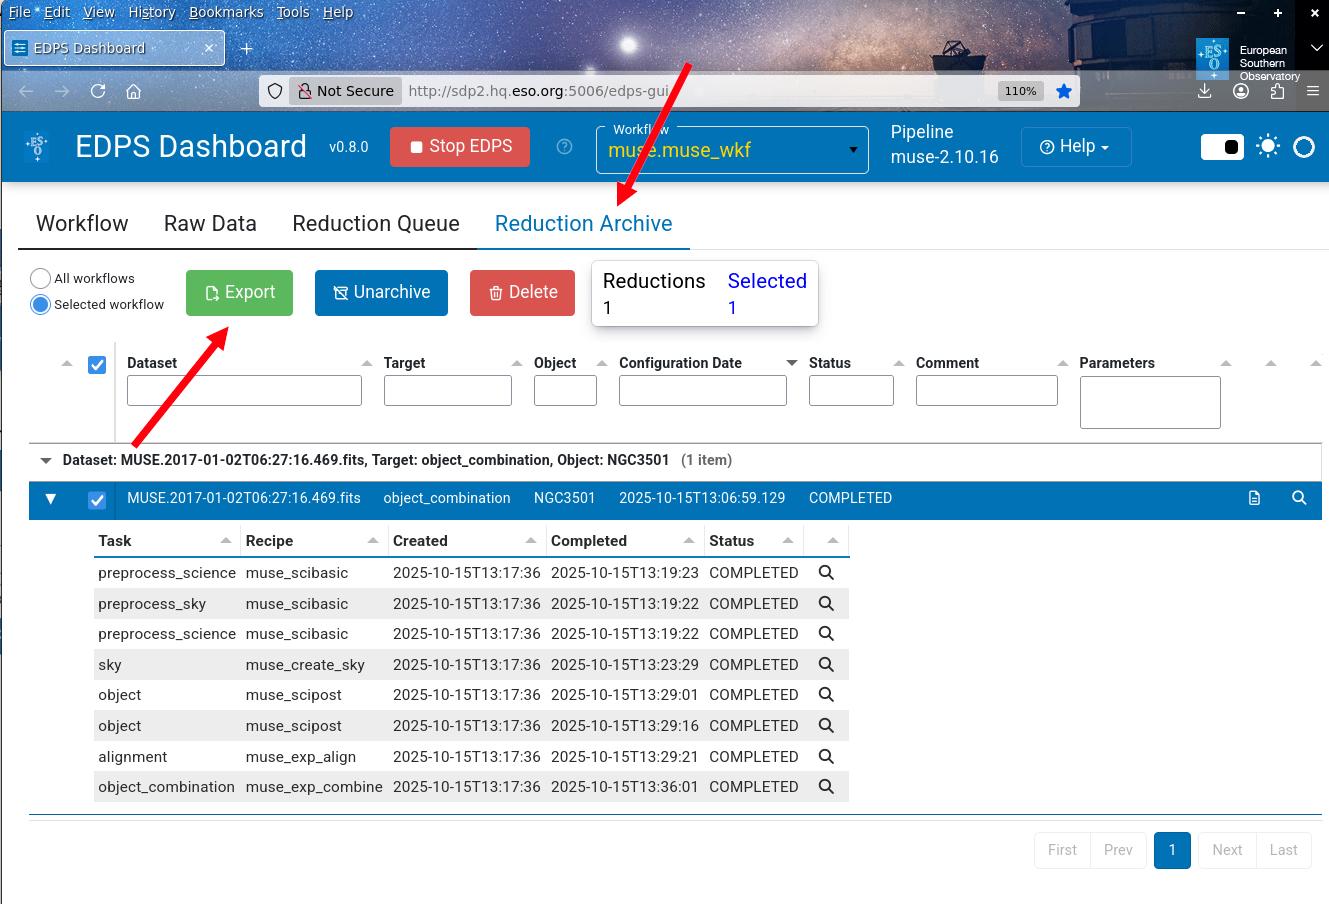 File Edit View History Bookmarks Tools Help
EDPS Dashboard
European
Southern
Observatory
Not Secure http://sdp2.hq.eso.org:5006/edps-gui 110%
EDPS Dashboard v0.8.0 Stop EDPS Workflow muse.muse_wkf Pipeline muse-2.10.16 Help
Workflow Raw Data Reduction Queue Reduction Archive
All workflows
Selected workflow
Export Unarchive Delete
Reductions Selected
1 1
Dataset Target Object Configuration Date Status Comment Parameters
Dataset: MUSE.2017-01-02T06:27:16.469.fits, Target: object_combination, Object: NGC3501 (1 item)
MUSE.2017-01-02T06:27:16.469.fits object_combination NGC3501 2025-10-15T13:06:59.129 COMPLETED
Task Recipe Created Completed Status
preprocess_science muse_scibasic 2025-10-15T13:17:36 2025-10-15T13:19:23 COMPLETED
preprocess_sky muse_scibasic 2025-10-15T13:17:36 2025-10-15T13:19:22 COMPLETED
preprocess_science muse_scibasic 2025-10-15T13:17:36 2025-10-15T13:19:22 COMPLETED
sky muse_create_sky 2025-10-15T13:17:36 2025-10-15T13:23:29 COMPLETED
object muse_scipost 2025-10-15T13:17:36 2025-10-15T13:29:01 COMPLETED
object muse_scipost 2025-10-15T13:17:36 2025-10-15T13:29:16 COMPLETED
alignment muse_exp_align 2025-10-15T13:17:36 2025-10-15T13:29:21 COMPLETED
object_combination muse_exp_combine 2025-10-15T13:17:36 2025-10-15T13:36:01 COMPLETED
First Prev 1 Next Last